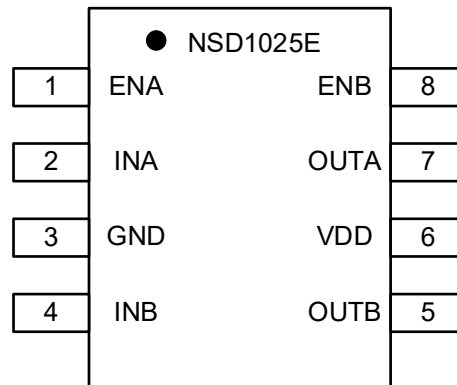 NSD1025E
1 ENA ENB 8
2 INA OUTA 7
3 GND VDD 6
4 INB OUTB 5